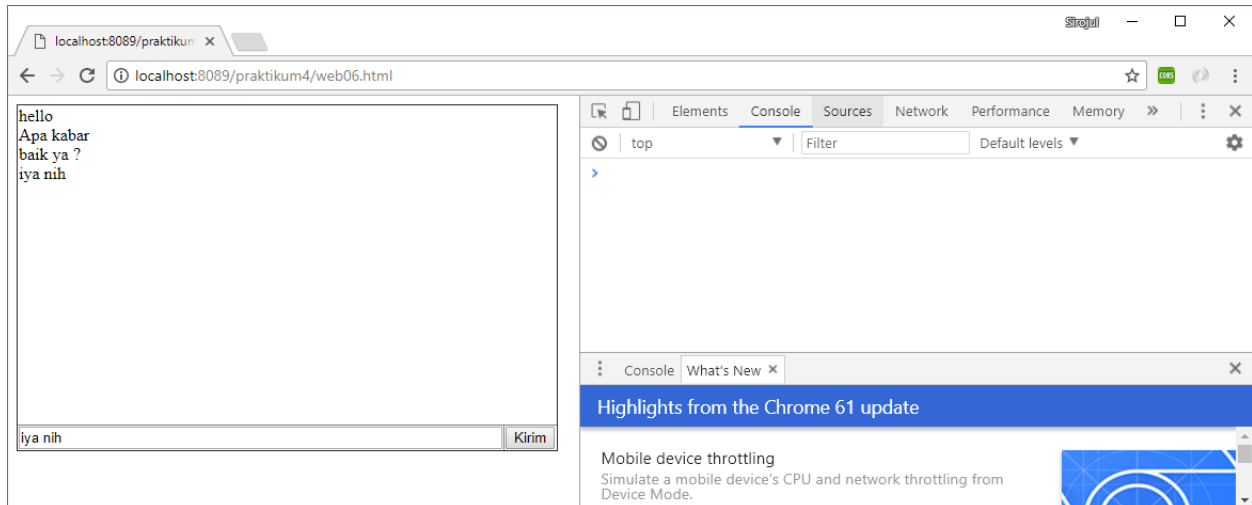 Sirojul
localhost:8089/praktikum
localhost:8089/praktikum4/web06.html
CORS
hello
Apa kabar
baik ya ?
iya nih
iya nih
Kirim
Elements Console Sources Network Performance Memory »
top Filter Default levels
Console What's New
Highlights from the Chrome 61 update
Mobile device throttling
Simulate a mobile device's CPU and network throttling from
Device Mode.